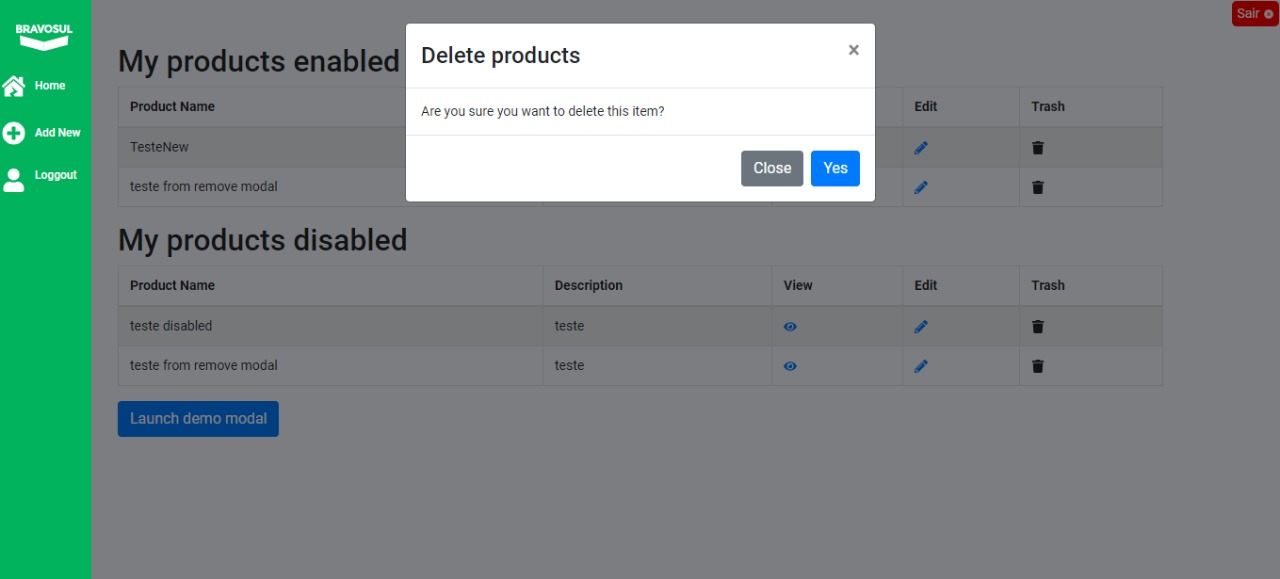 BRAVOSUL
Home
Add New
Loggout
Sair
My products enabled
Product Name
Edit
Trash
TesteNew
teste from remove modal
Delete products
×
Are you sure you want to delete this item?
Close
Yes
My products disabled
Product Name
Description
View
Edit
Trash
teste disabled
teste
teste from remove modal
teste
Launch demo modal